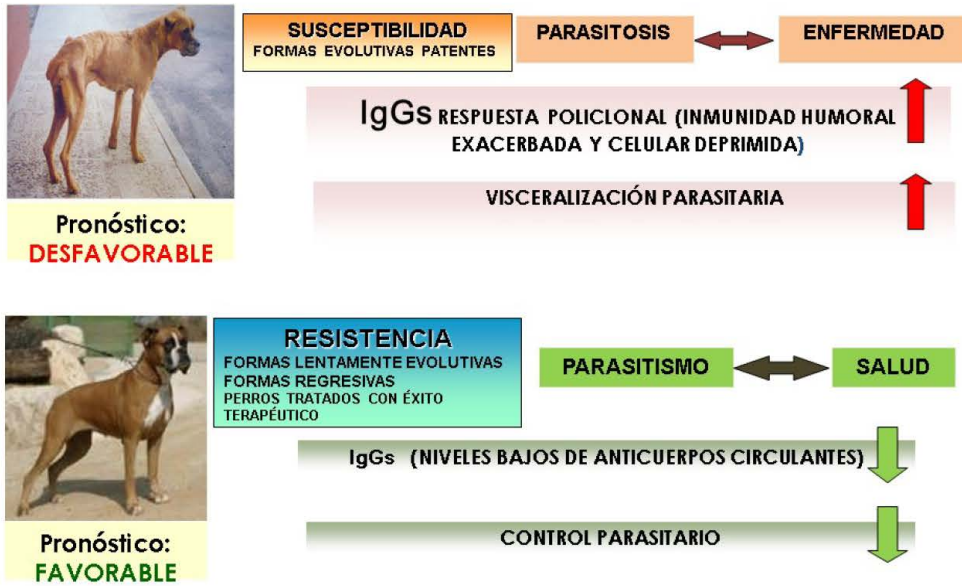 SUSCEPTIBILIDAD
FORMAS EVOLUTIVAS PATENTES
PARASITOSIS
ENFERMEDAD
IgGs RESPUESTA POLICLONAL (INMUNIDAD HUMORAL
EXACERBADA Y CELULAR DEPRIMIDA)
VISCERALIZACIÓN PARASITARIA
Pronóstico:
DESFAVORABLE
RESISTENCIA
FORMAS LENTAMENTE EVOLUTIVAS
FORMAS REGRESIVAS
PERROS TRATADOS CON ÉXITO
TERAPÉUTICO
PARASITISMO
SALUD
IgGs (NIVELES BAJOS DE ANTICUERPOS CIRCULANTES)
CONTROL PARASITARIO
Pronóstico:
FAVORABLE